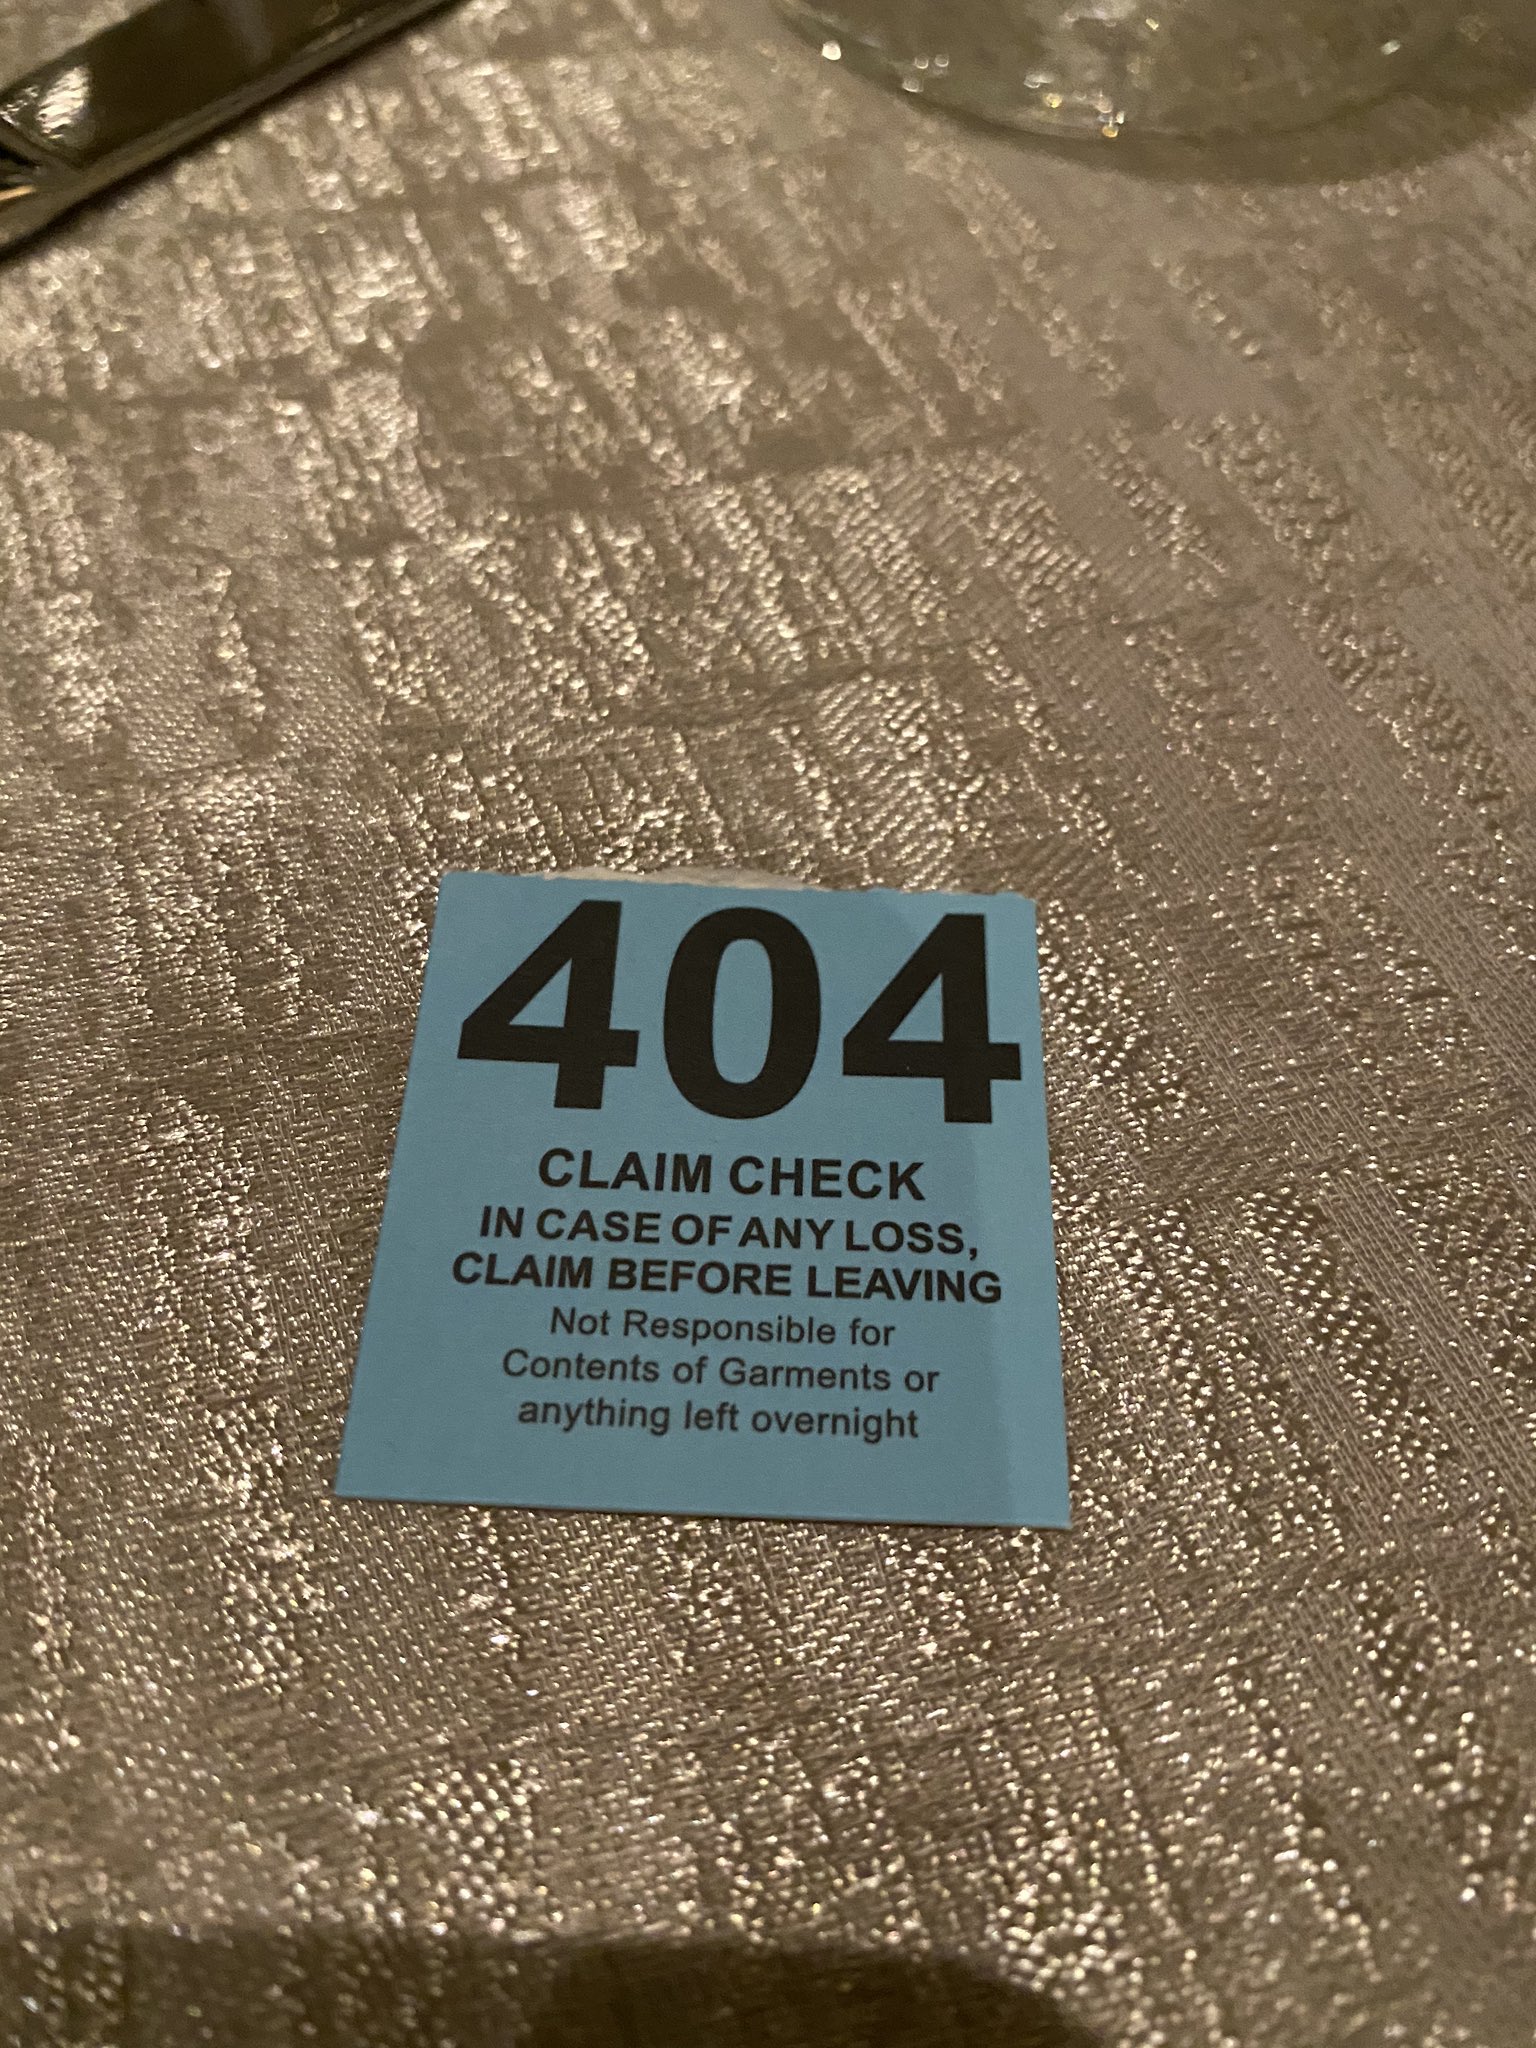 404
CLAIM CHECK
IN CASE OF ANY LOSS,
CLAIM BEFORE LEAVING
Not Responsible for
Contents of Garments or
anything left overnight